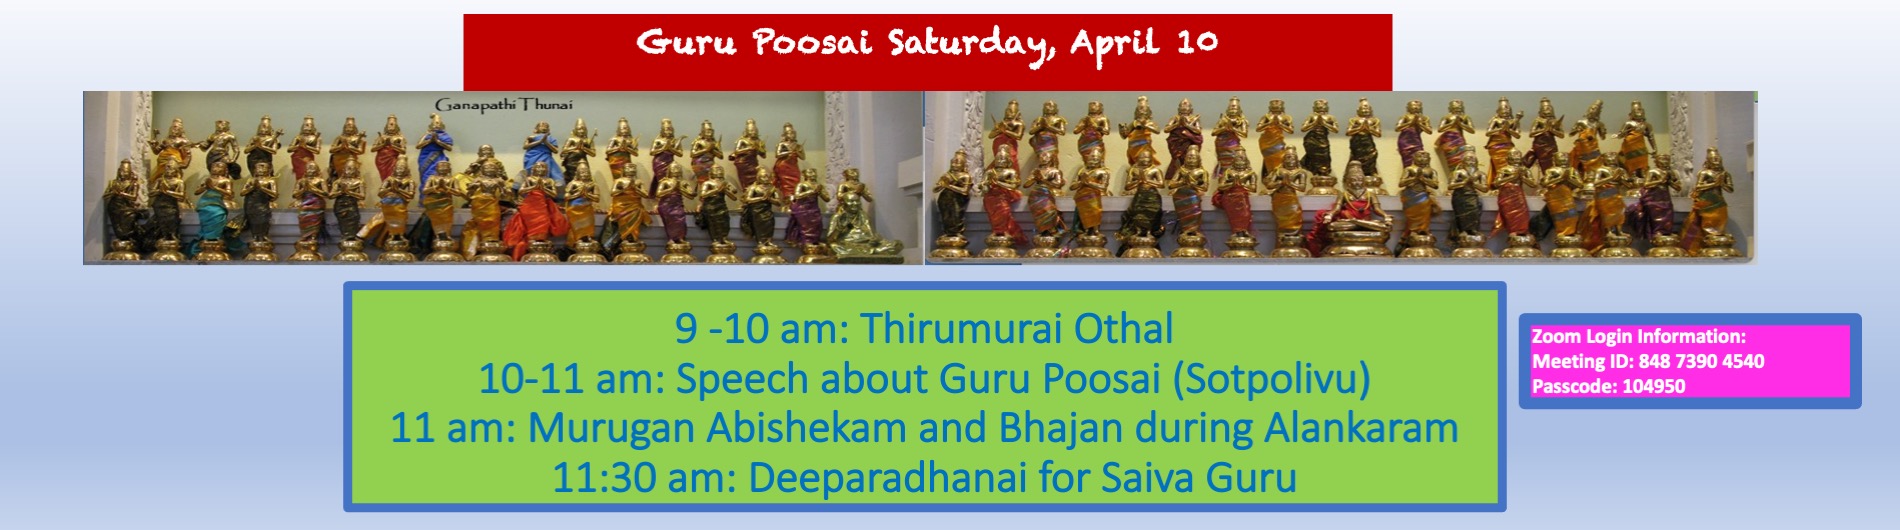 Guru Poosai Saturday, April 10
Ganapathi Thunai
9 -10 am: Thirumurai Othal
10-11 am: Speech about Guru Poosai (Sotpolivu)
11 am: Murugan Abishekam and Bhajan during Alankaram
11:30 am: Deeparadhanai for Saiva Guru
Zoom Login Information:
Meeting ID: 848 7390 4540
Passcode: 104950